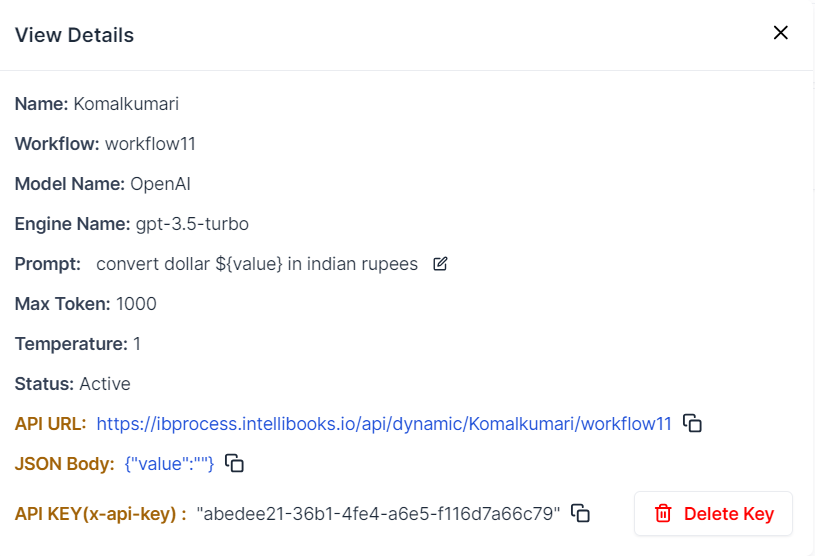 View Details
Name: Komalkumari
Workflow: workflow11
Model Name: OpenAI
Engine Name: gpt-3.5-turbo
Prompt: convert dollar ${value} in indian rupees
Max Token: 1000
Temperature: 1
Status: Active
API URL: https://ibprocess.intellibooks.io/api/dynamic/Komalkumari/workflow11
JSON Body: {"value":""}
API KEY(x-api-key) : "abedee21-36b1-4fe4-a6e5-f116d7a66c79" Delete Key